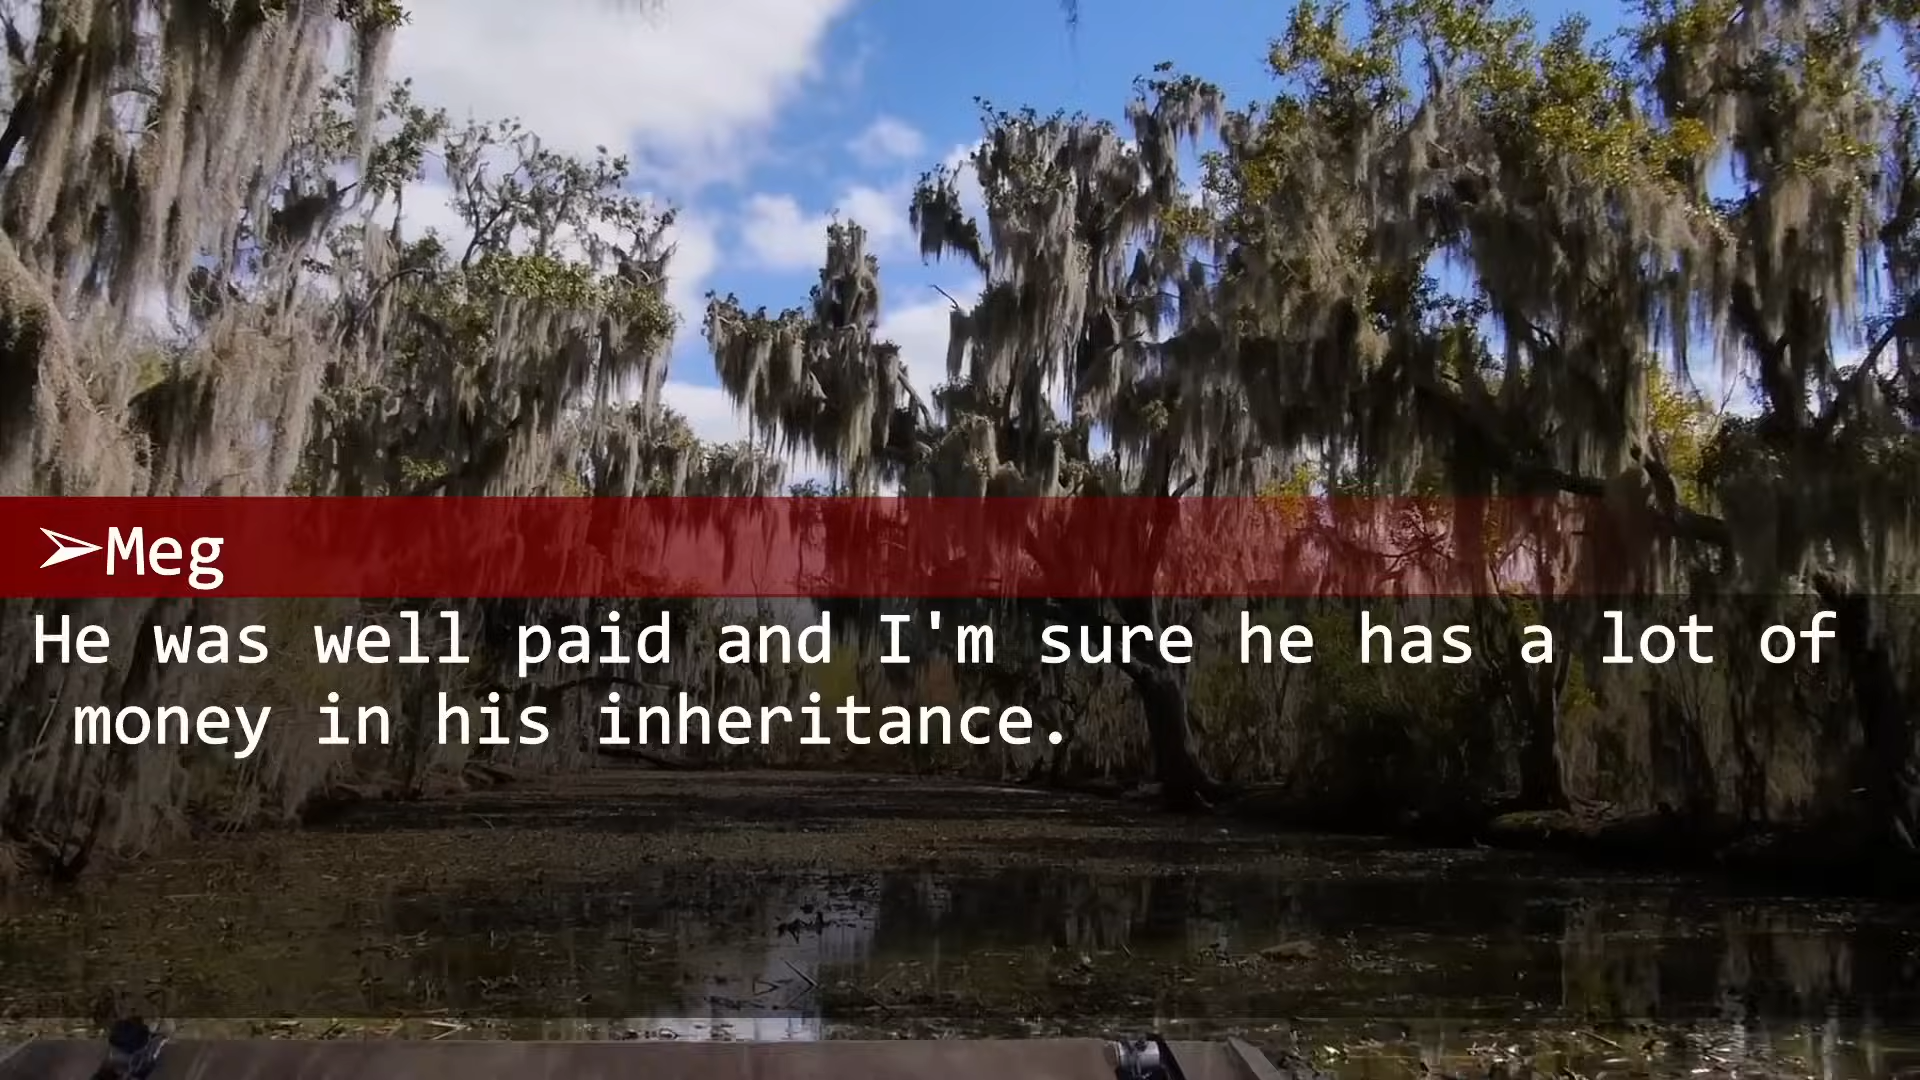 ➢Meg
He was well paid and I'm sure he has a lot of
money in his inheritance.